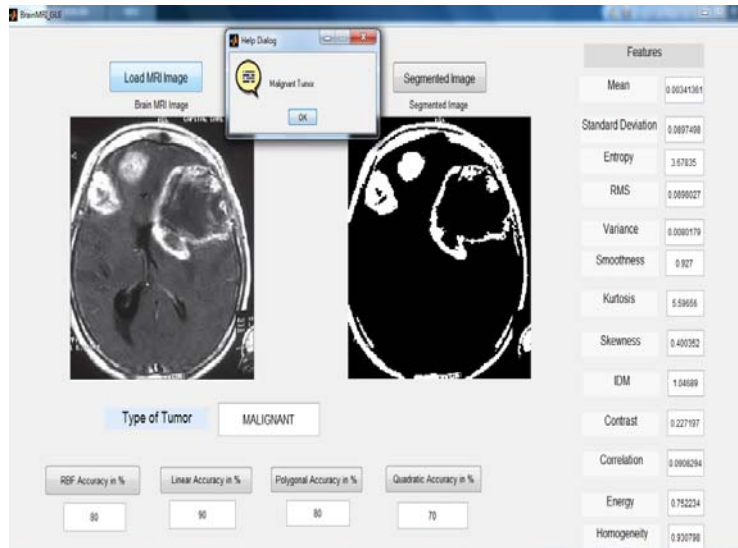 BrainMRI_GUI
Help Dialog
Malignant Tumor
OK
Load MRI Image
Brain MRI Image
Segmented Image
Segmented Image
Type of Tumor
MALIGNANT
RBF Accuracy in %
80
Linear Accuracy in %
90
Polygonal Accuracy in %
80
Quadratic Accuracy in %
70
Features
Mean
0.00341361
Standard Deviation
0.0897498
Entropy
3.67835
RMS
0.0898027
Variance
0.0080179
Smoothness
0.927
Kurtosis
5.59656
Skewness
0.400352
IDM
1.04689
Contrast
0.227197
Correlation
0.0908294
Energy
0.752234
Homogeneity
0.930798